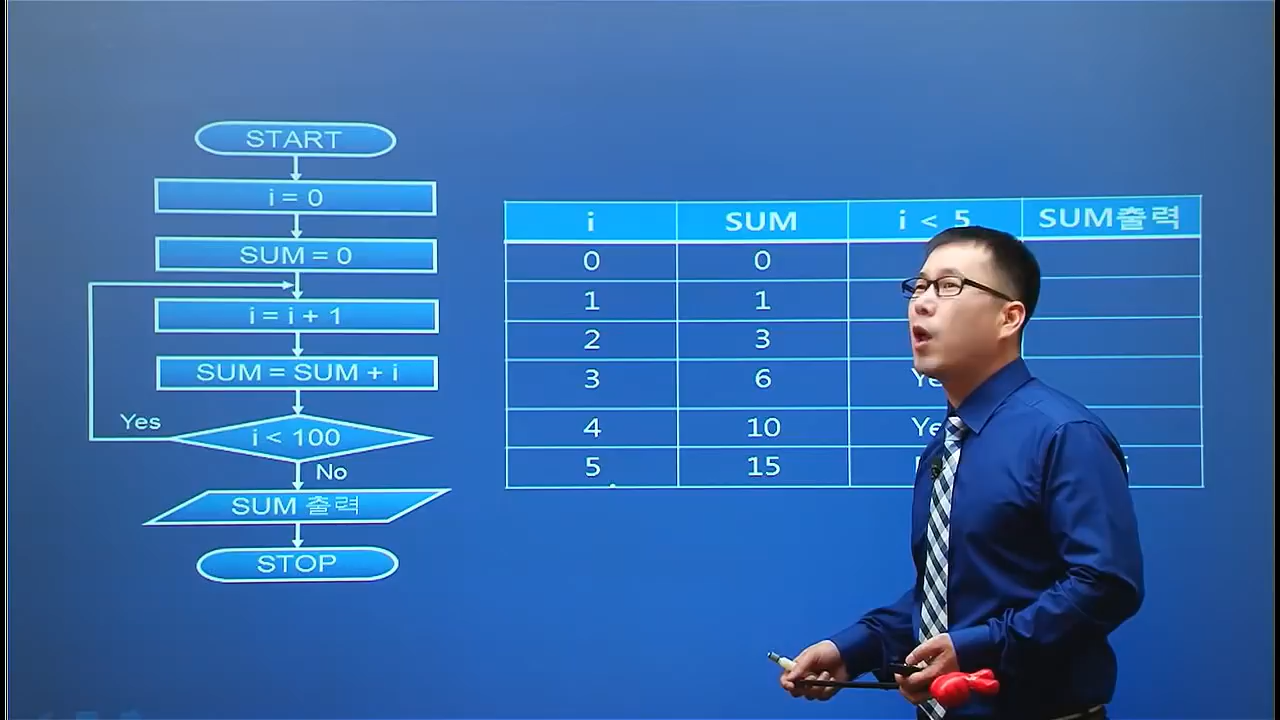 START
i = 0
SUM = 0
i = i + 1
SUM = SUM + i
Yes
i < 100
No
SUM 출력
STOP
i SUM i < 5 SUM출력
0 0
1 1
2 3
3 6
4 10
5 15